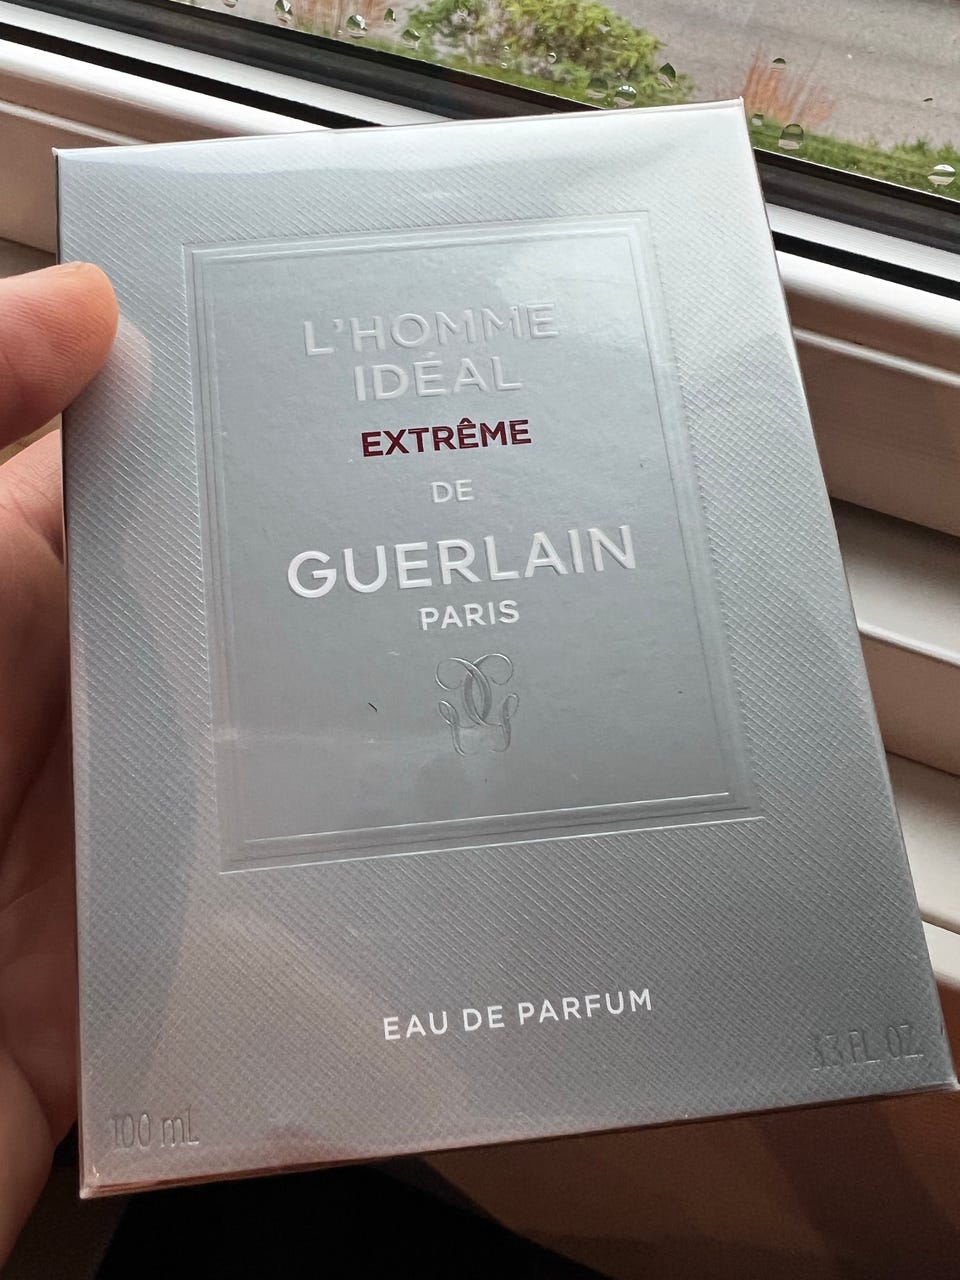 L'HOMME
IDÉAL
EXTRÊME
DE
GUERLAIN
PARIS
EAU DE PARFUM
100 mL
3.3 FL. OZ.